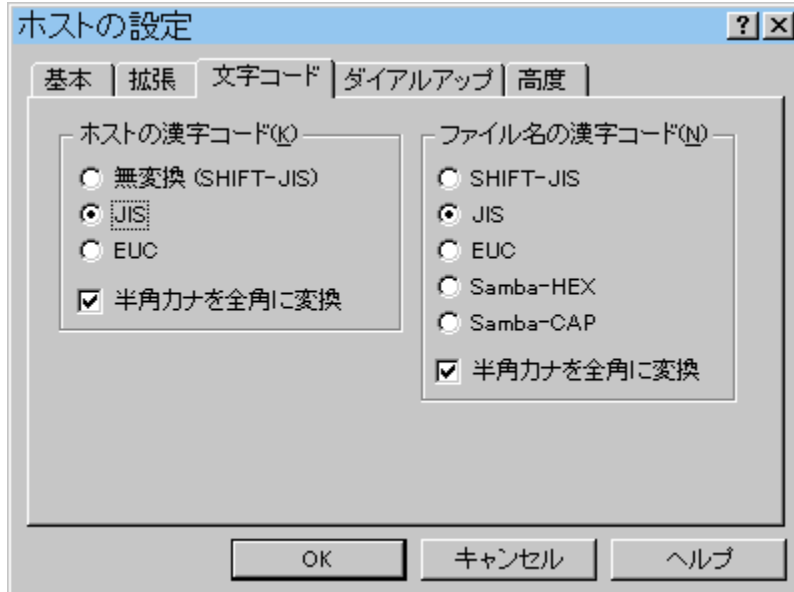 ホストの設定
基本 拡張 文字コード ダイアルアップ 高度
ホストの漢字コード(K)
無変換 (SHIFT-JIS)
JIS
EUC
半角カナを全角に変換
ファイル名の漢字コード(N)
SHIFT-JIS
JIS
EUC
Samba-HEX
Samba-CAP
半角カナを全角に変換
OK キャンセル ヘルプ